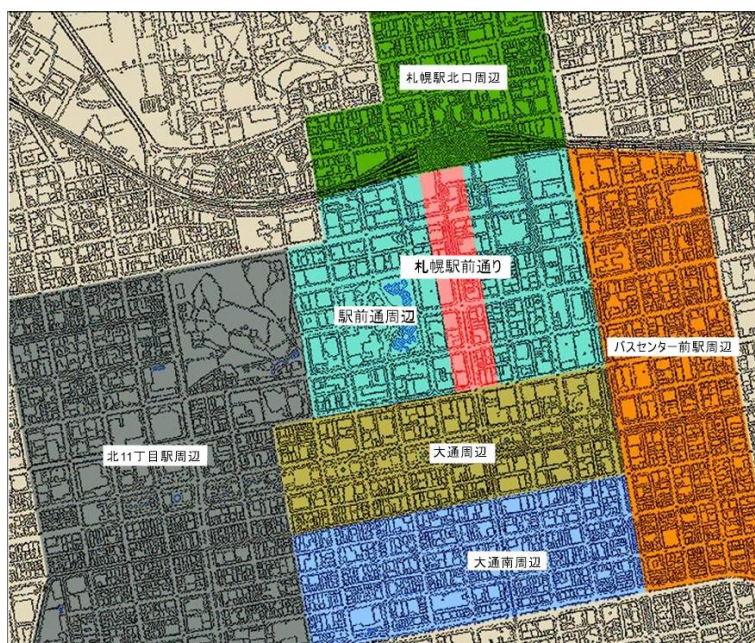 札幌駅北口周辺
札幌駅前通り
駅前通周辺
バスセンター前駅周辺
大通周辺
北11丁目駅周辺
大通南周辺